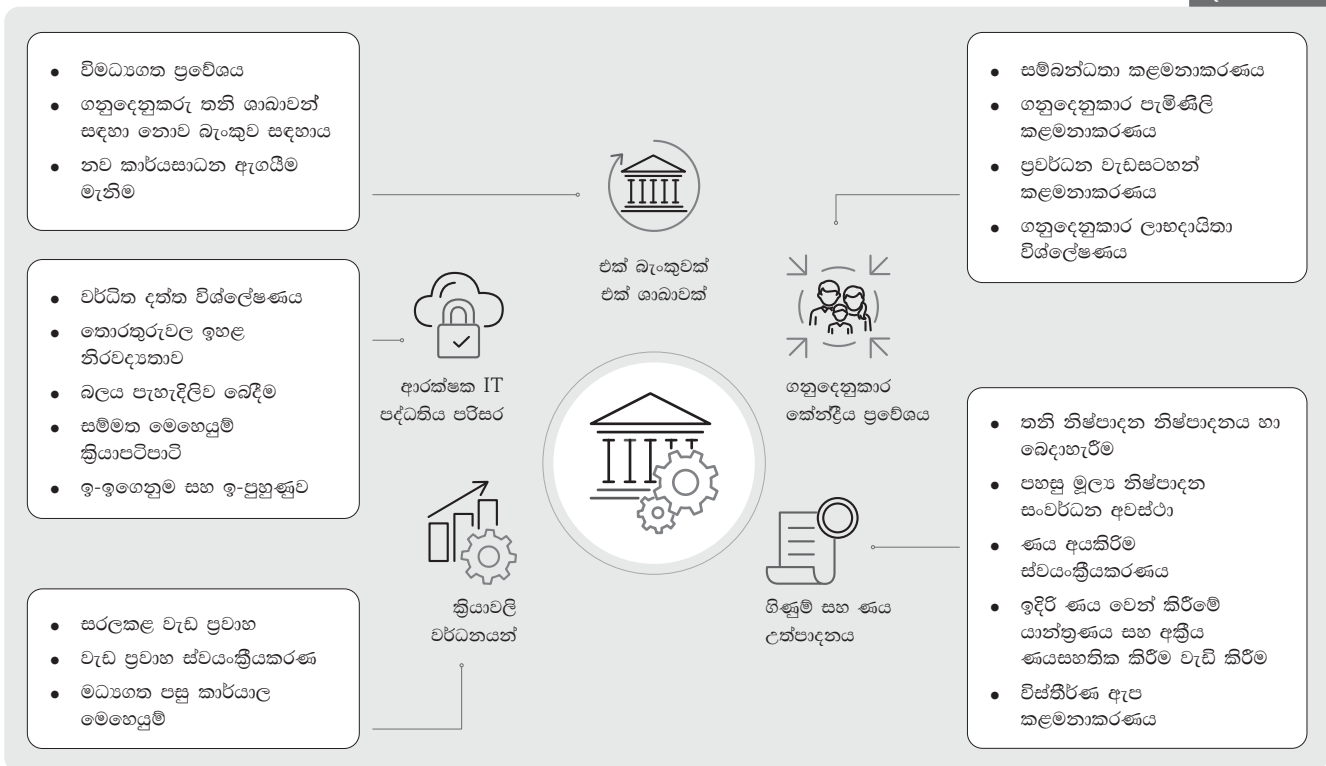 • විමධ්‍යගත ප්‍රවේශය
• ගනුදෙනුකරු තනි ශාඛාවන්
සඳහා නොව බැංකුව සඳහාය
• නව කාර්යසාධන ඇගයීම්
මැනිම
එක් බැංකුවක්
එක් ශාඛාවක්
• සම්බන්ධතා කළමනාකරණය
• ගනුදෙනුකාර පැමිණිලි
කළමනාකරණය
• ප්‍රවර්ධන වැඩසටහන්
කළමනාකරණය
• ගනුදෙනුකාර ලාභදායිතා
විශ්ලේෂණය
ගනුදෙනුකාර
කේන්ද්‍රීය ප්‍රවේශය
• වර්ධිත දත්ත විශ්ලේෂණය
• තොරතුරුවල ඉහළ
නිරවද්‍යතාව
• බලය පැහැදිලිව බෙදීම
• සම්මත මෙහෙයුම්
ක්‍රියාපටිපාටි
• ඉ-ඉගෙනුම සහ ඉ-පුහුණුව
ආරක්ෂක IT
පද්ධතිය පරිසර
• තනි නිෂ්පාදන නිෂ්පාදනය හා
බෙදාහැරීම
• පහසු මූල්‍ය නිෂ්පාදන
සංවර්ධන අවස්ථා
• ණය අයකිරීම
ස්වයංක්‍රීයකරණය
• ඉදිරි ණය වෙන් කිරීමේ
යාන්ත්‍රණය සහ අක්‍රීය
ණයසහතික කිරීම වැඩි කිරීම
• විස්තීර්ණ ඇප
කළමනාකරණය
ගිණුම් සහ ණය
උත්පාදනය
• සරලකළ වැඩ ප්‍රවාහ
• වැඩ ප්‍රවාහ ස්වයංක්‍රීයකරණ
• මධ්‍යගත පසු කාර්යාල
මෙහෙයුම්
ක්‍රියාවලි
වර්ධනයන්